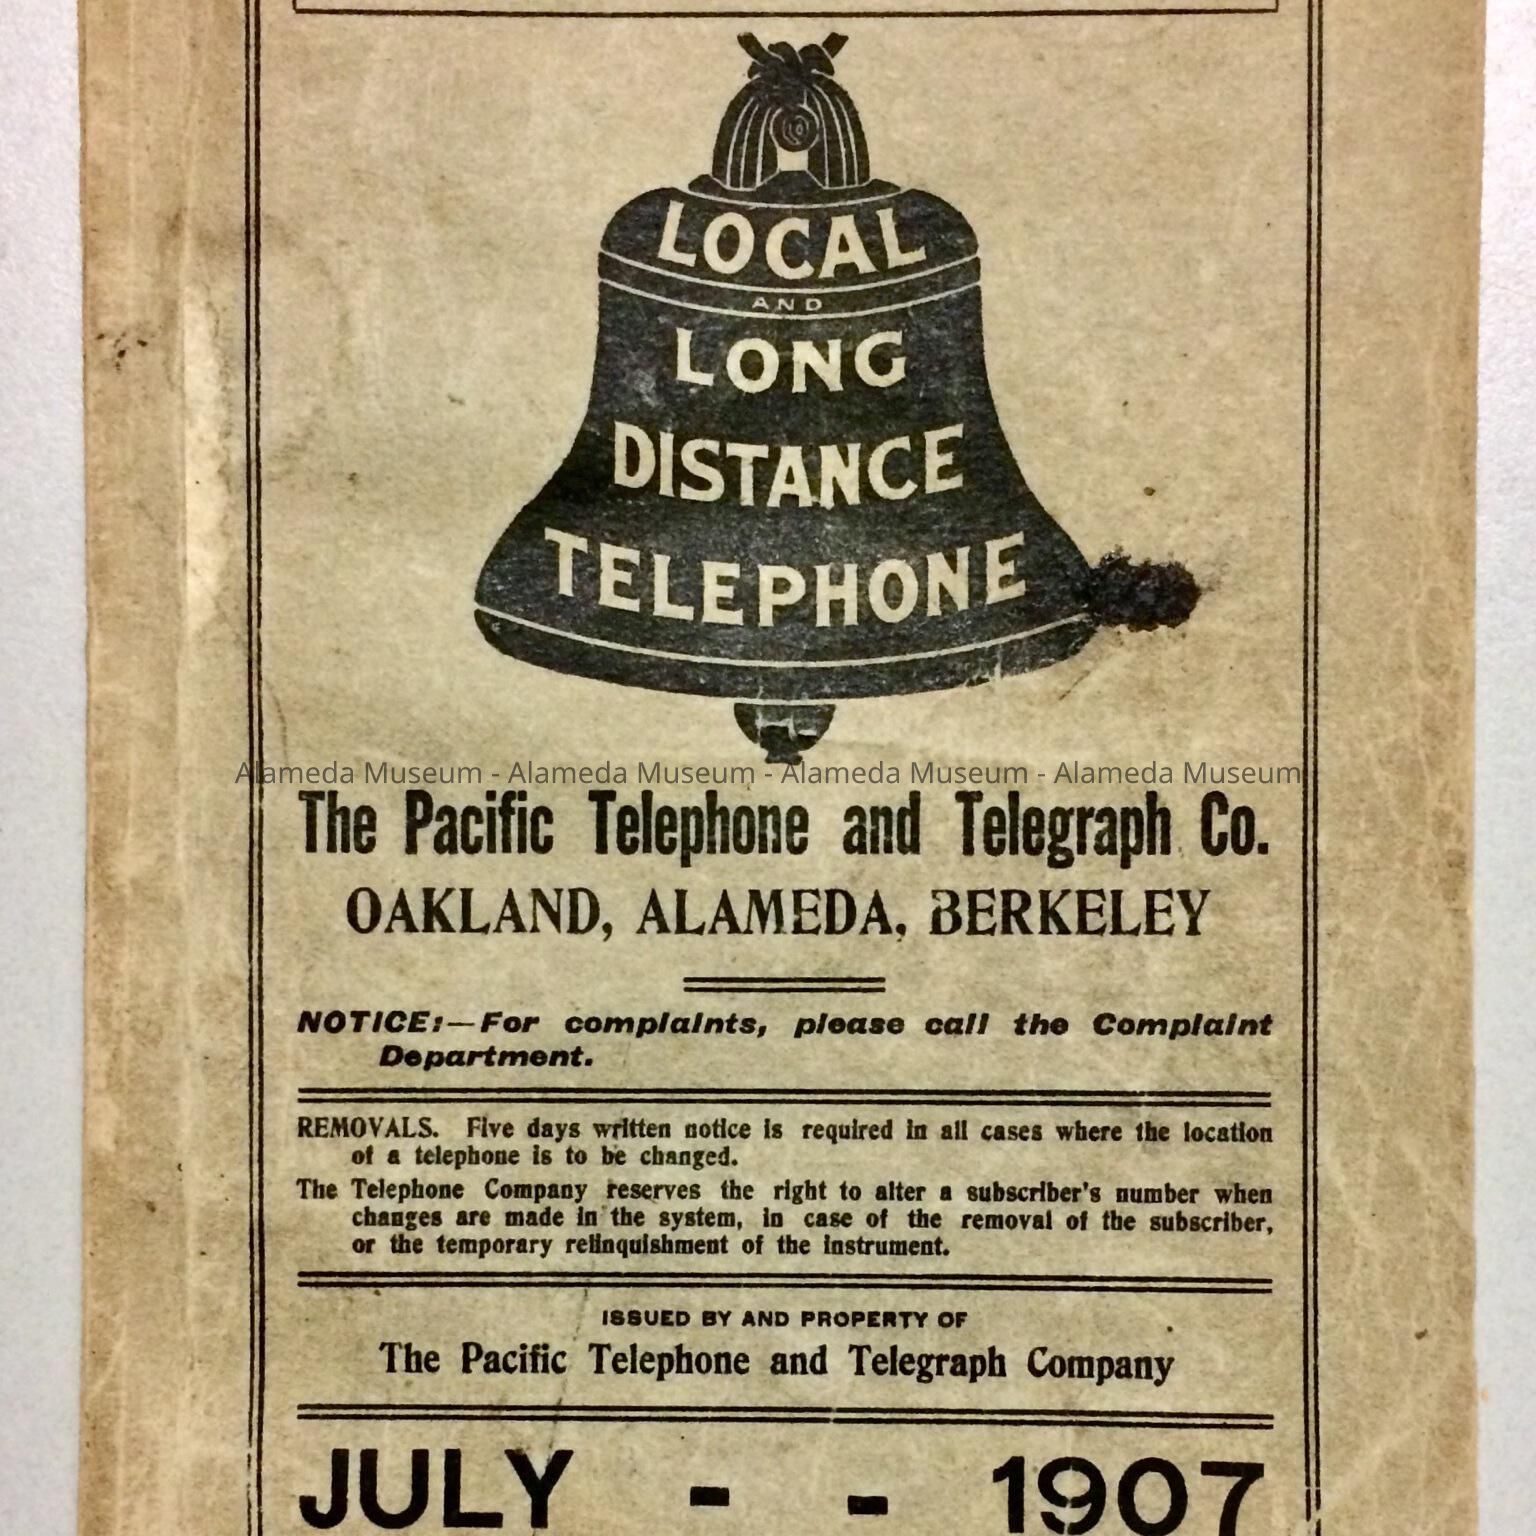 LOCAL
AND
LONG
DISTANCE
TELEPHONE
Alameda Museum - Alameda Museum - Alameda Museum - Alameda Museum
The Pacific Telephone and Telegraph Co.
OAKLAND, ALAMEDA, BERKELEY
NOTICE:—For complaints, please call the Complaint
Department.
REMOVALS. Five days written notice is required in all cases where the location
of a telephone is to be changed.
The Telephone Company reserves the right to alter a subscriber's number when
changes are made in the system, in case of the removal of the subscriber,
or the temporary relinquishment of the instrument.
ISSUED BY AND PROPERTY OF
The Pacific Telephone and Telegraph Company
JULY - - 1907